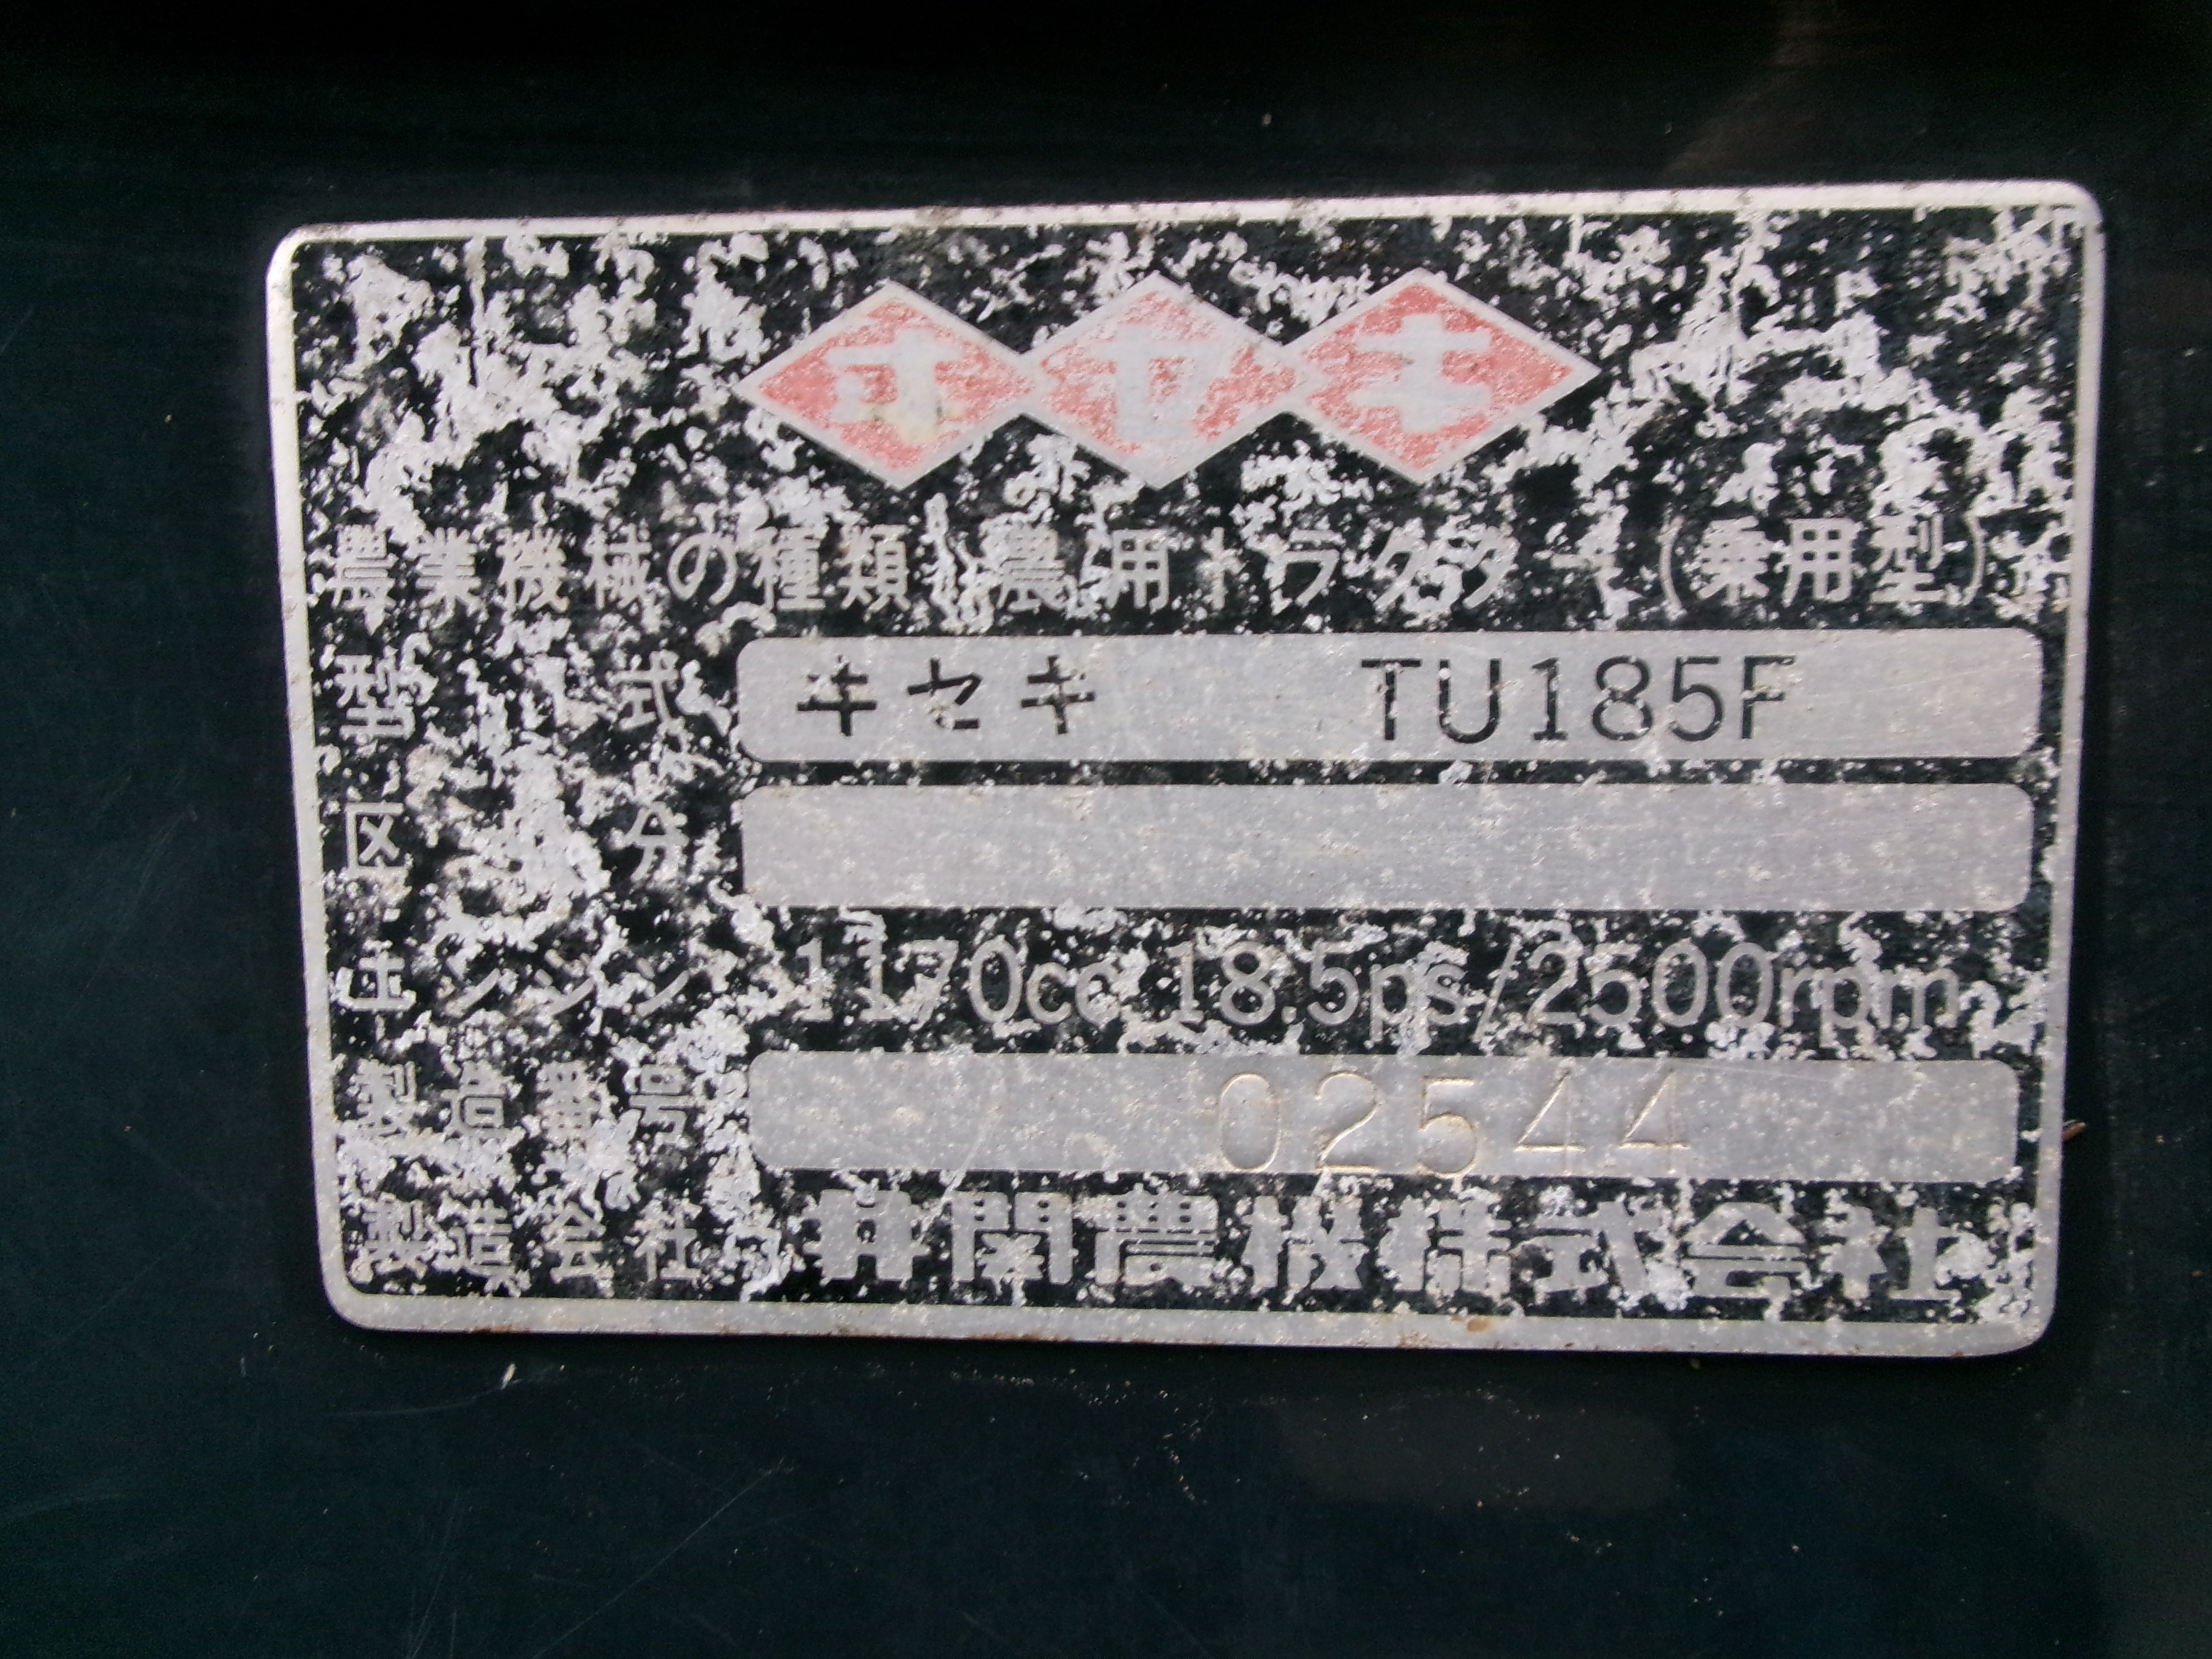 ヰセキ
農業機械の種類 農用トラクター(乗用型)
型式 ヰセキ TU185F
区分
エンジン 1170cc 18.5ps/2500rpm
製造番号 02544
製造会社 井関農機株式会社